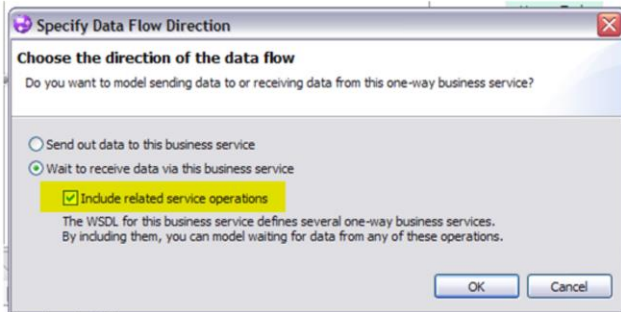 Specify Data Flow Direction
Choose the direction of the data flow
Do you want to model sending data to or receiving data from this one-way business service?
Send out data to this business service
Wait to receive data via this business service
Include related service operations
The WSDL for this business service defines several one-way business services.
By including them, you can model waiting for data from any of these operations.
OK
Cancel